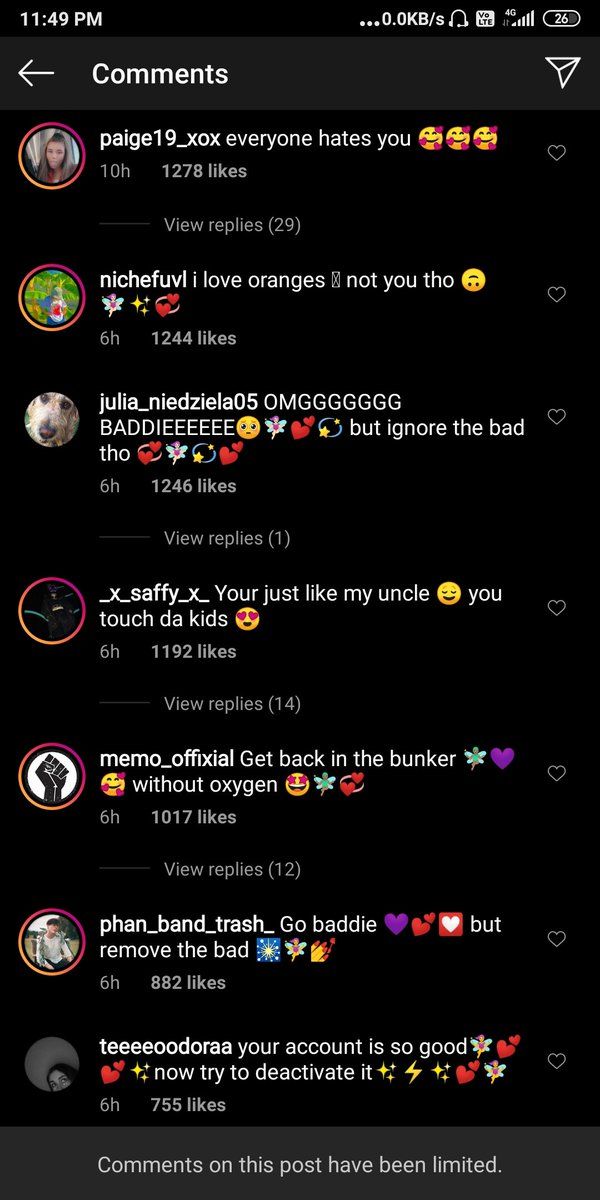 11:49 PM ...0.0KB/s Vo LTE 4G 26
Comments
paige19_xox everyone hates you 🥰🥰🥰
10h 1278 likes
View replies (29)
nichefuvl i love oranges ▯ not you tho 🙃
🧚✨💞
6h 1244 likes
julia_niedziela05 OMGGGGGGG
BADDIEEEEEE🥺🧚💕💫 but ignore the bad
tho 💞🧚💫💕
6h 1246 likes
View replies (1)
_x_saffy_x_ Your just like my uncle 😌 you
touch da kids 😍
6h 1192 likes
View replies (14)
memo_offixial Get back in the bunker 🧚‍♂️💜
🥰 without oxygen 🤩🧚‍♂️💞
6h 1017 likes
View replies (12)
phan_band_trash_ Go baddie 💜💕💟 but
remove the bad 🎇🧚💅
6h 882 likes
teeeeoodoraa your account is so good🧚💕
💕✨now try to deactivate it✨⚡✨💕🧚
6h 755 likes
Comments on this post have been limited.